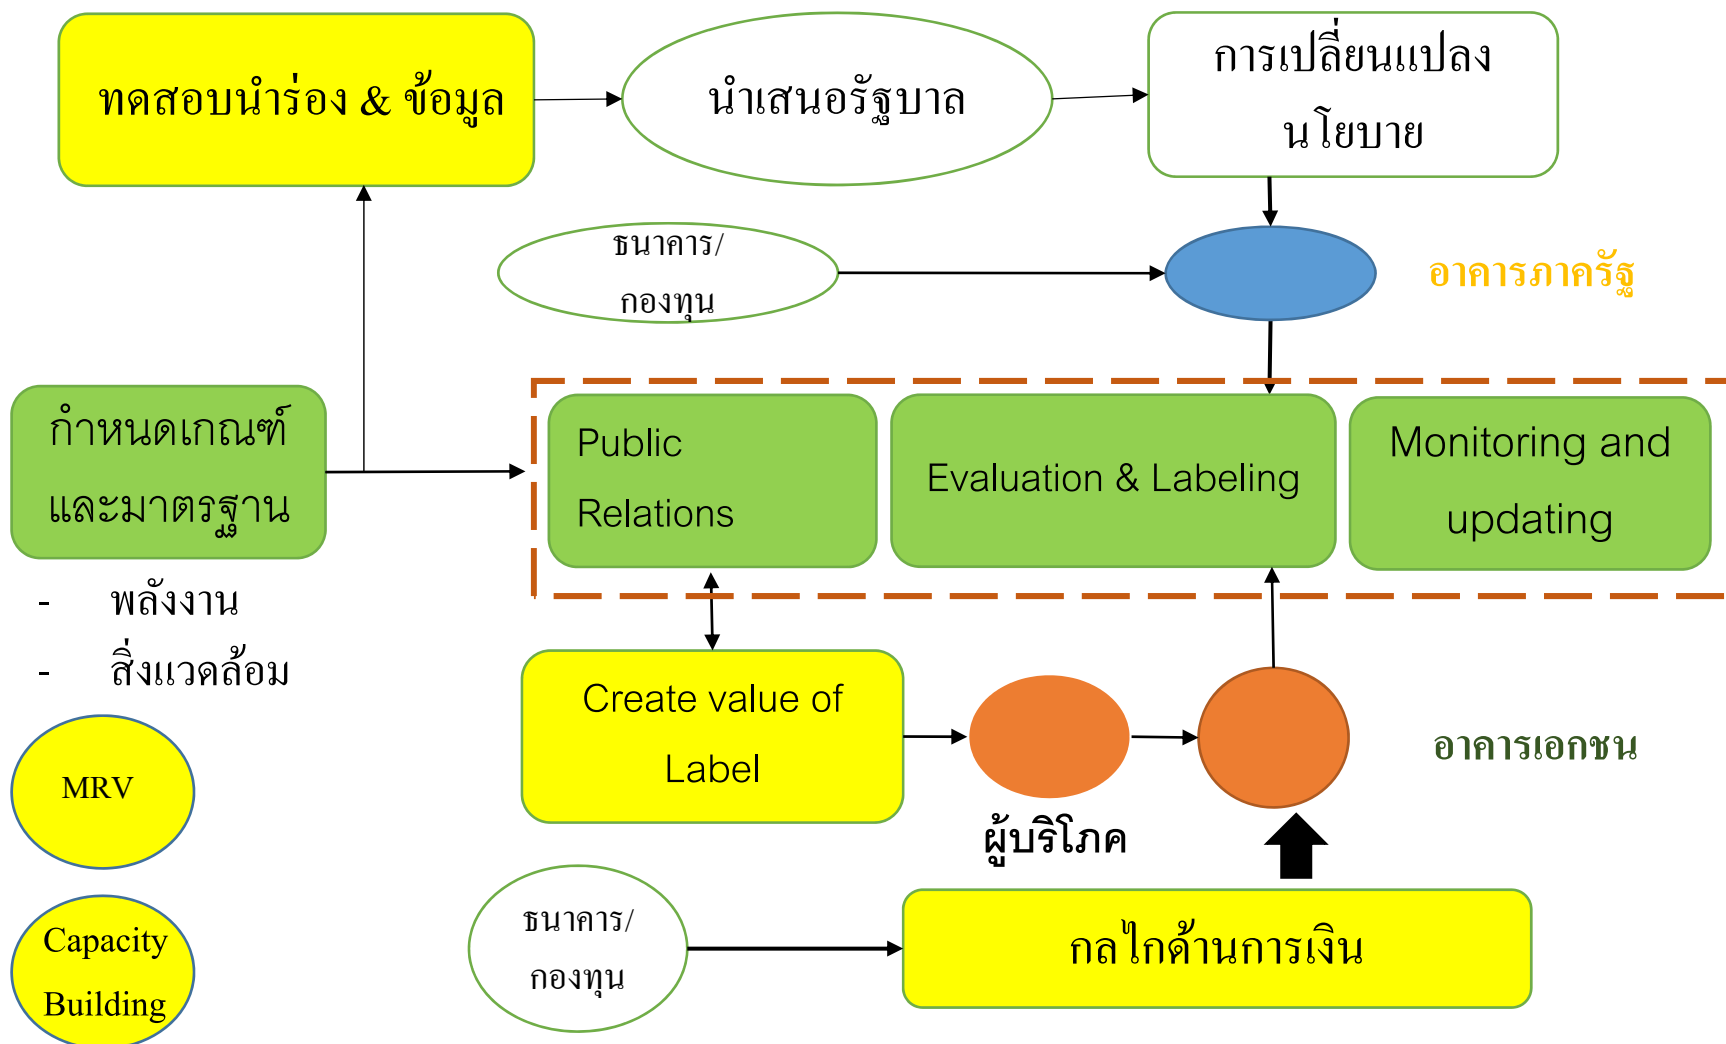 ทดสอบนำร่อง & ข้อมูล
นำเสนอรัฐบาล
การเปลี่ยนแปลง
นโยบาย
ธนาคาร/
กองทุน
อาคารภาครัฐ
กำหนดเกณฑ์
และมาตรฐาน
Public
Relations
Evaluation & Labeling
Monitoring and
updating
- พลังงาน
- สิ่งแวดล้อม
Create value of
Label
ผู้บริโภค
อาคารเอกชน
MRV
Capacity
Building
ธนาคาร/
กองทุน
กลไกด้านการเงิน